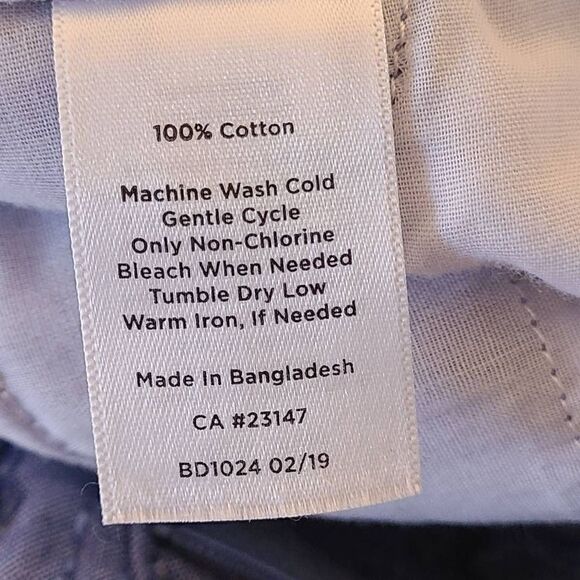 100% Cotton
Machine Wash Cold
Gentle Cycle
Only Non-Chlorine
Bleach When Needed
Tumble Dry Low
Warm Iron, If Needed
Made In Bangladesh
CA #23147
BD1024 02/19